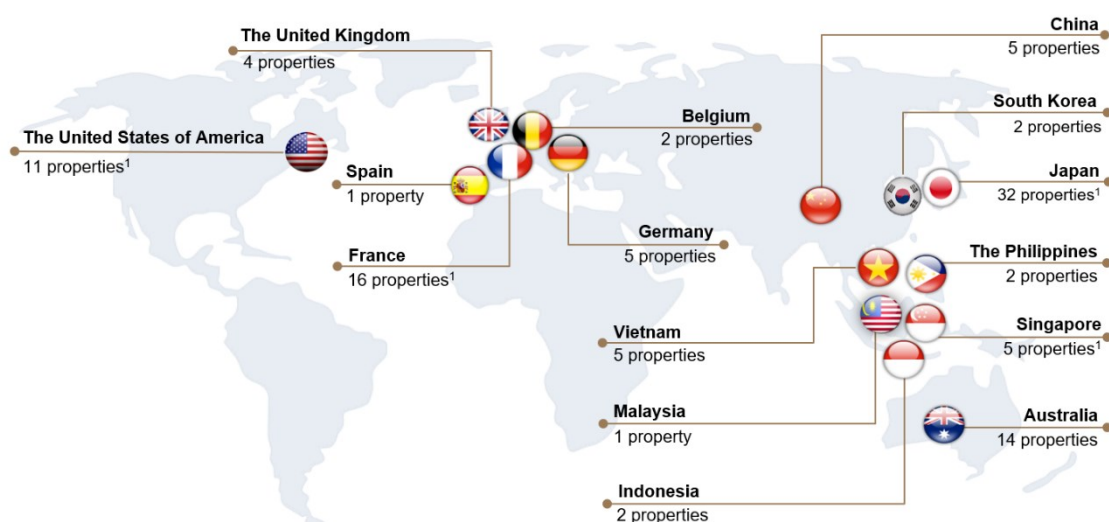 The United Kingdom
4 properties
China
5 properties
The United States of America
11 properties¹
Spain
1 property
Belgium
2 properties
South Korea
2 properties
Japan
32 properties¹
France
16 properties¹
Germany
5 properties
The Philippines
2 properties
Vietnam
5 properties
Singapore
5 properties¹
Malaysia
1 property
Australia
14 properties
Indonesia
2 properties